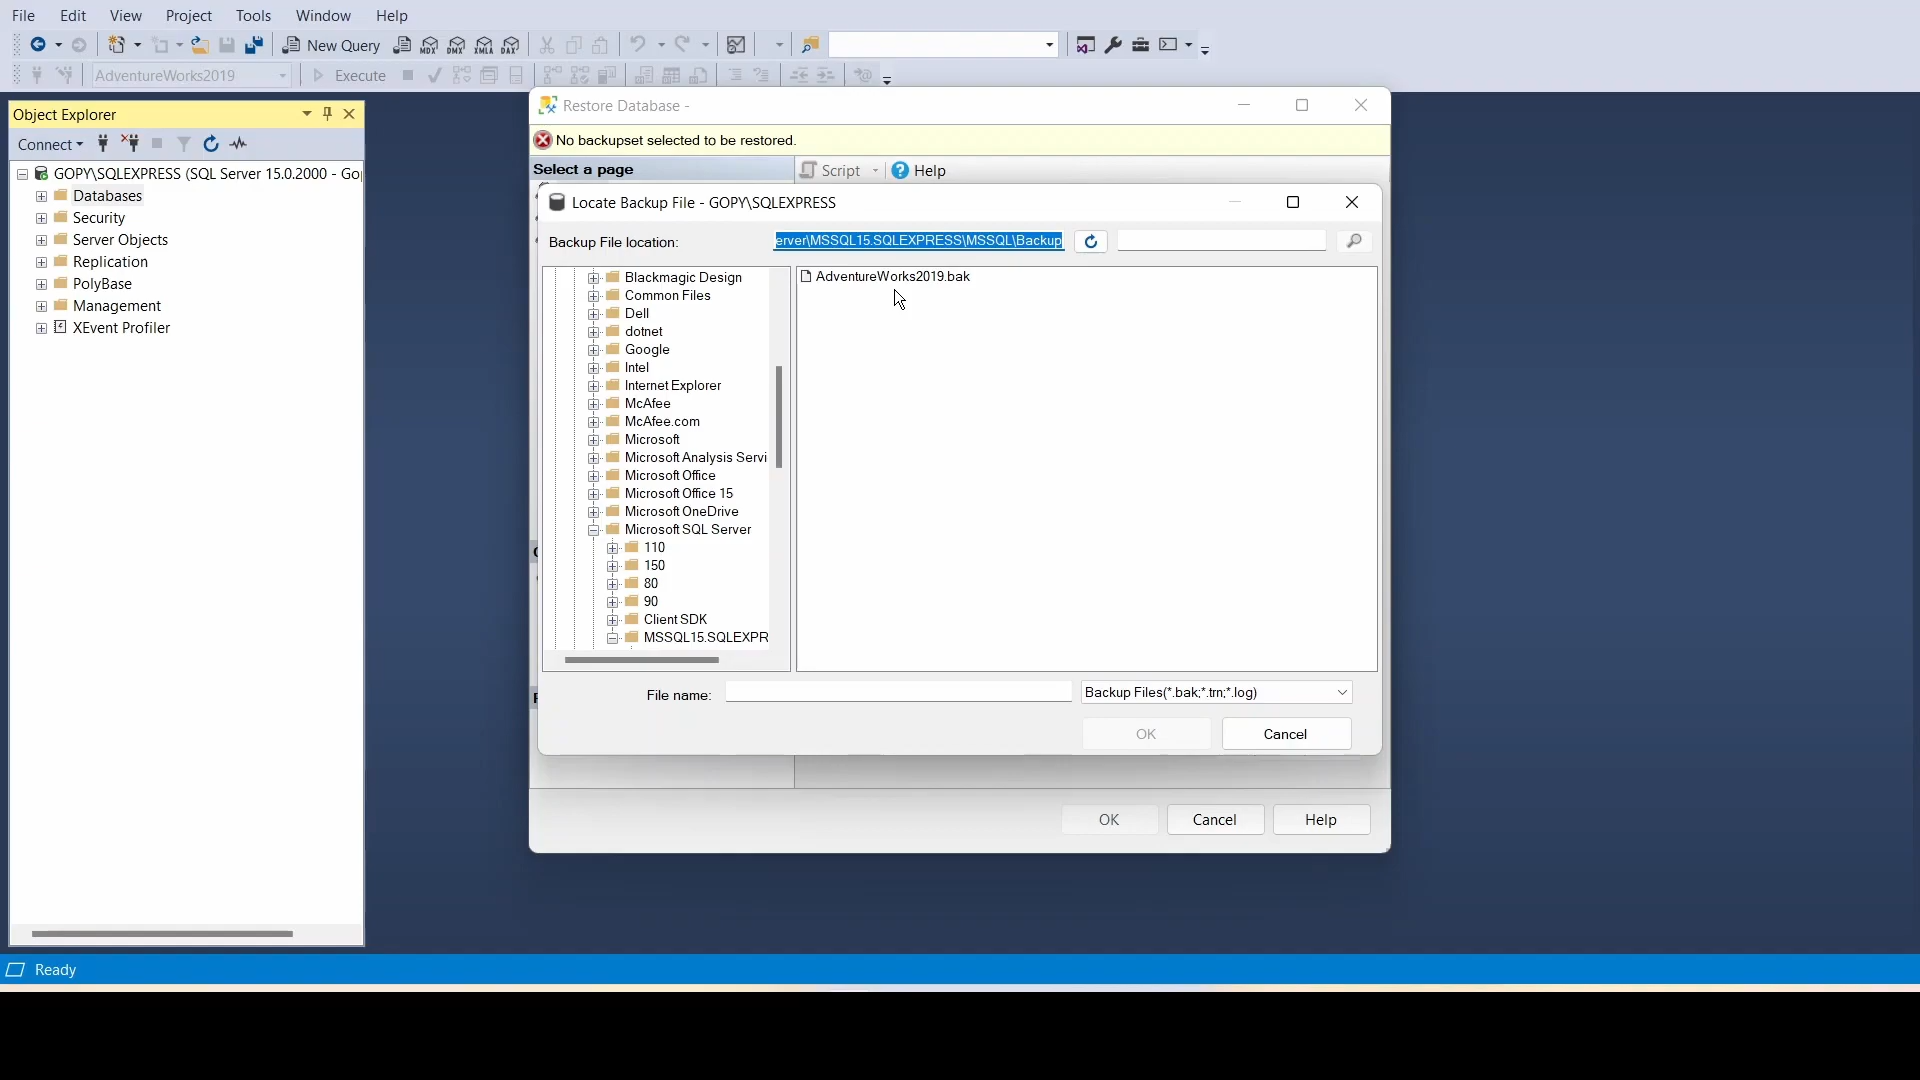 File Edit View Project Tools Window Help
New Query MDX DMX XMLA DAX
AdventureWorks2019 Execute
Object Explorer
Connect
GOPY\SQLEXPRESS (SQL Server 15.0.2000 - Go
Databases
Security
Server Objects
Replication
PolyBase
Management
XEvent Profiler
Restore Database -
No backupset selected to be restored.
Select a page
Script Help
Locate Backup File - GOPY\SQLEXPRESS
Backup File location: erver\MSSQL15.SQLEXPRESS\MSSQL\Backup
Blackmagic Design
Common Files
Dell
dotnet
Google
Intel
Internet Explorer
McAfee
McAfee.com
Microsoft
Microsoft Analysis Servi
Microsoft Office
Microsoft Office 15
Microsoft OneDrive
Microsoft SQL Server
110
150
80
90
Client SDK
MSSQL15.SQLEXPR
AdventureWorks2019.bak
File name: Backup Files(*.bak;*.trn;*.log)
OK Cancel
OK Cancel Help
Ready